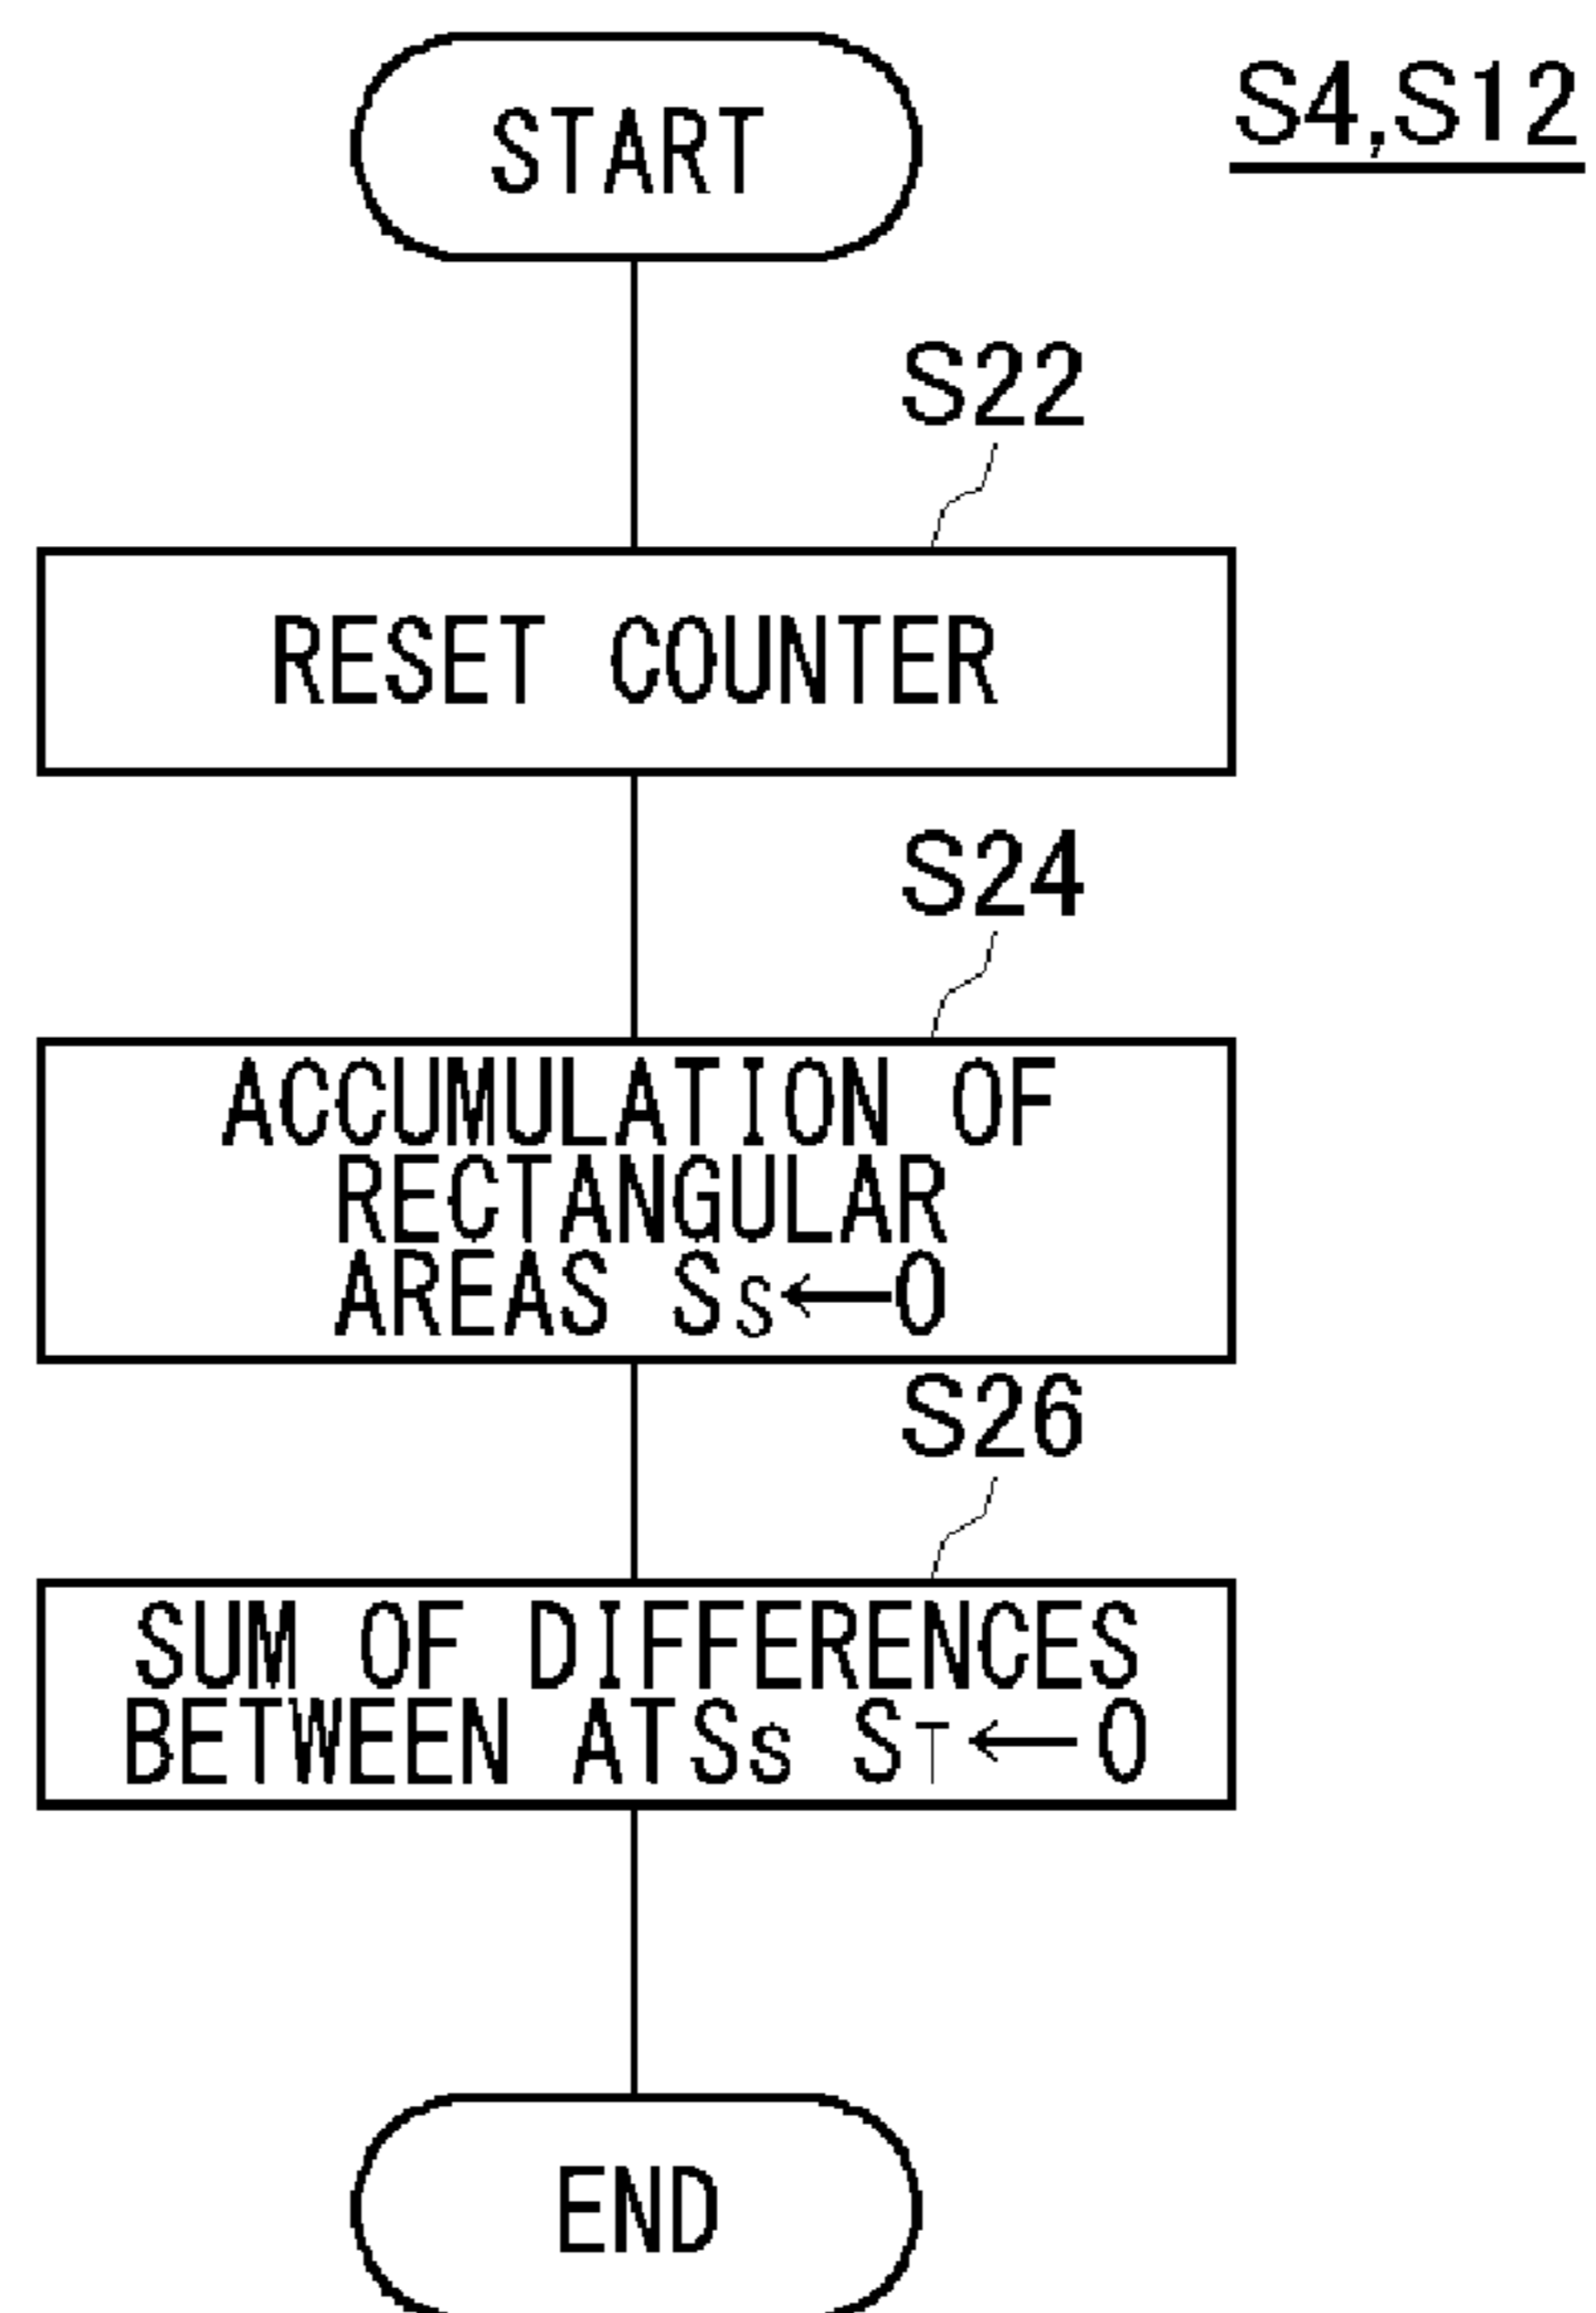 START
S4,S12
S22
RESET COUNTER
S24
ACCUMULATION OF
RECTANGULAR
AREAS Ss←0
S26
SUM OF DIFFERENCES
BETWEEN ATSs ST←0
END